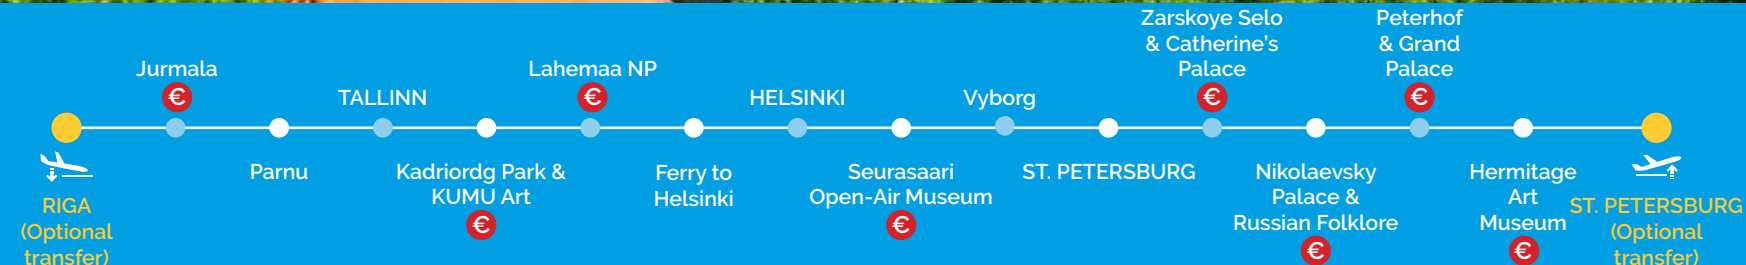 RIGA
(Optional
transfer)
Jurmala
€
Parnu
TALLINN
Kadriordg Park &
KUMU Art
€
Lahemaa NP
€
Ferry to
Helsinki
HELSINKI
Seurasaari
Open-Air Museum
€
Vyborg
ST. PETERSBURG
Zarskoye Selo
& Catherine's
Palace
€
Nikolaevsky
Palace &
Russian Folklore
€
Peterhof
& Grand
Palace
€
Hermitage
Art
Museum
€
ST. PETERSBURG
(Optional
transfer)